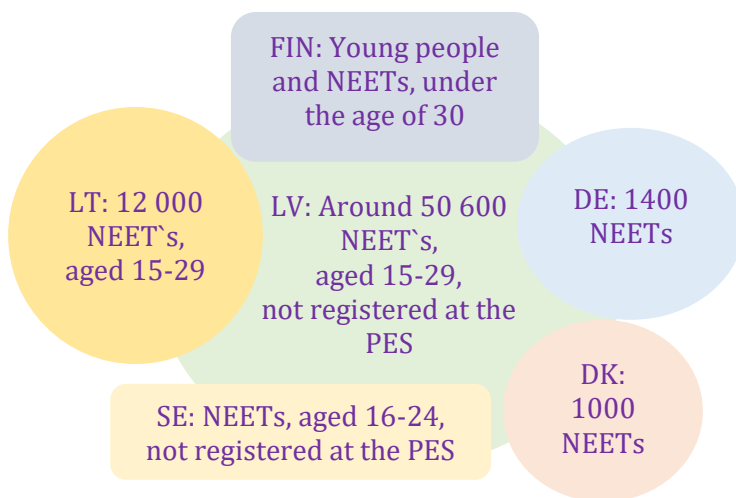 FIN: Young people
and NEETs, under
the age of 30
LT: 12 000
NEET`s,
aged 15-29
LV: Around 50 600
NEET`s,
aged 15-29,
not registered at the
PES
DE: 1400
NEETs
SE: NEETs, aged 16-24,
not registered at the PES
DK:
1000
NEETs